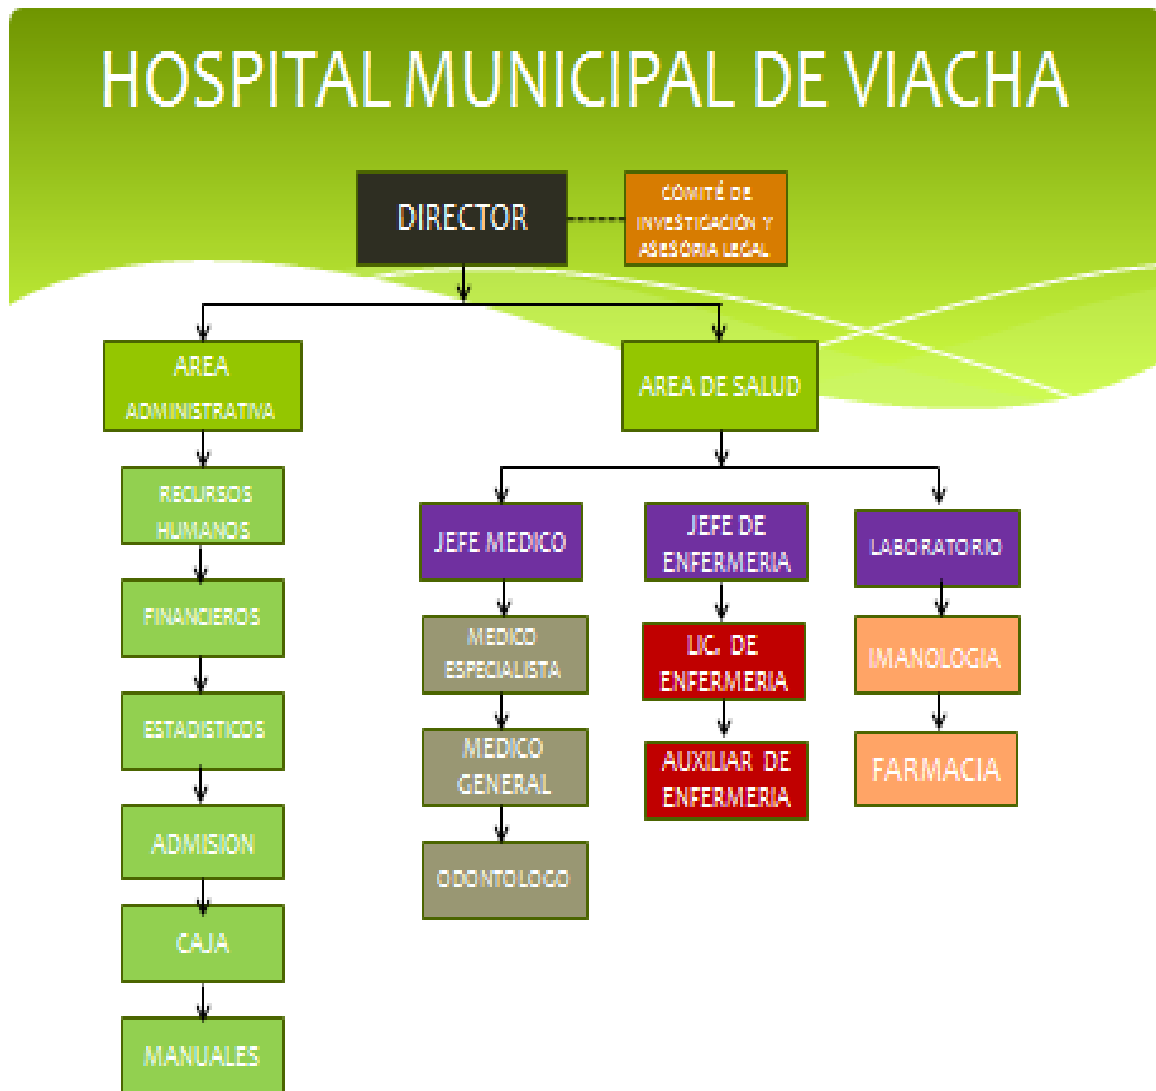 HOSPITAL MUNICIPAL DE VIACHA
DIRECTOR
COMITÉ DE
INVESTIGACIÓN Y
ASESÓRIA LEGAL
AREA
ADMINISTRATIVA
AREA DE SALUD
RECURSOS
HUMANOS
FINANCIEROS
ESTADISTICOS
ADMISION
CAJA
MANUALES
JEFE MEDICO
MEDICO
ESPECIALISTA
MEDICO
GENERAL
ODONTOLOGO
JEFE DE
ENFERMERIA
LIC. DE
ENFERMERIA
AUXILIAR DE
ENFERMERIA
LABORATORIO
IMANOLOGIA
FARMACIA